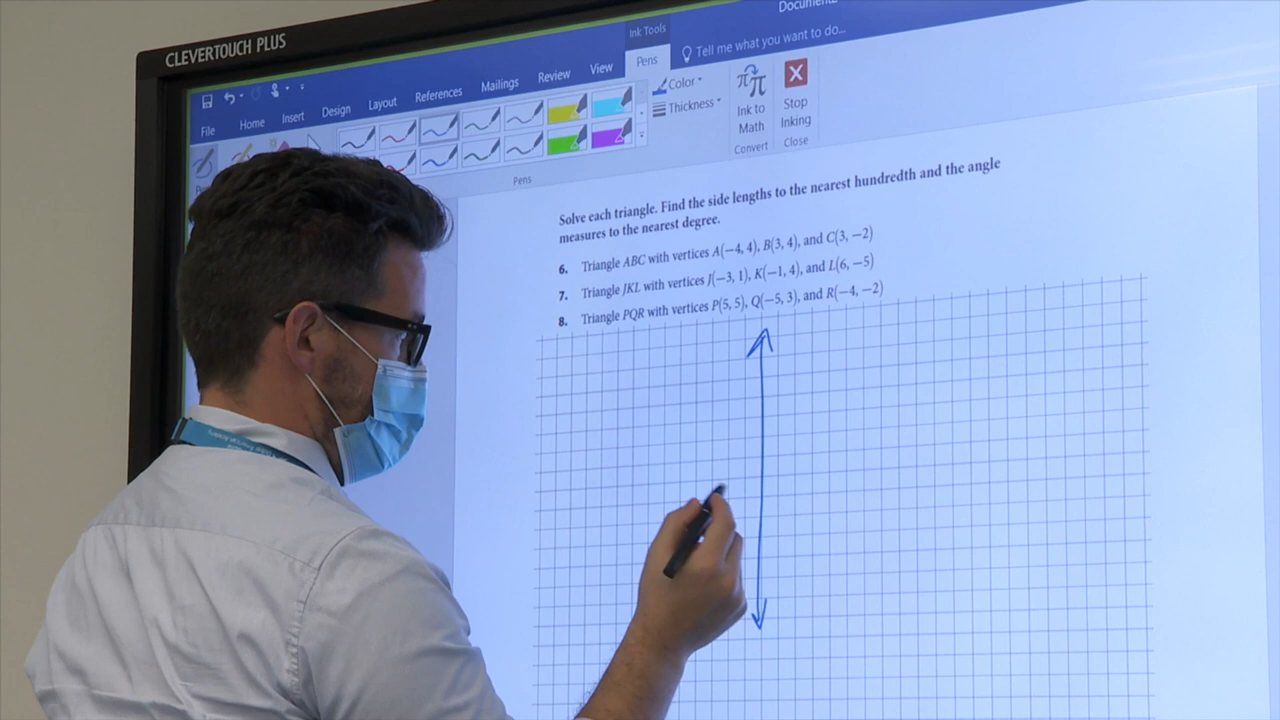 CLEVERTOUCH PLUS
Ink Tools
File Home Insert Design Layout References Mailings Review View Pens Tell me what you want to do...
Color
Thickness
Ink to
Math
Convert
Stop
Inking
Close
Pens
Solve each triangle. Find the side lengths to the nearest hundredth and the angle
measures to the nearest degree.
6. Triangle ABC with vertices A(−4, 4), B(3, 4), and C(3, −2)
7. Triangle JKL with vertices J(−3, 1), K(−1, 4), and L(6, −5)
8. Triangle PQR with vertices P(5, 5), Q(−5, 3), and R(−4, −2)